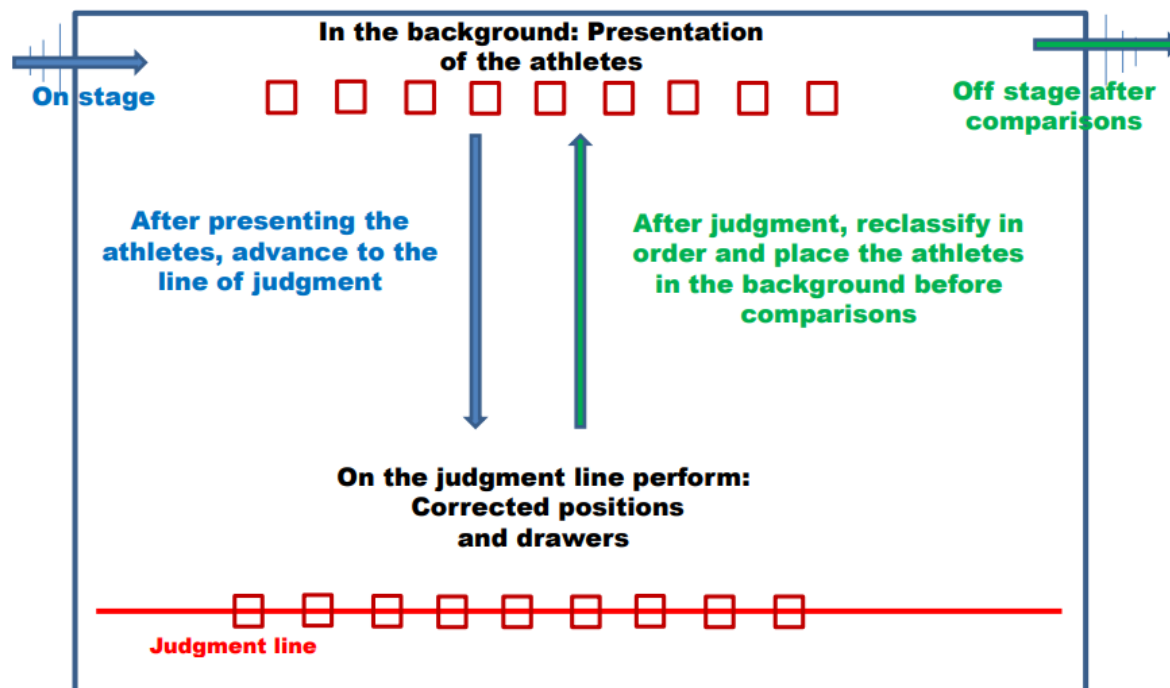 In the background: Presentation
of the athletes
On stage
Off stage after
comparisons
After presenting the
athletes, advance to the
line of judgment
After judgment, reclassify in
order and place the athletes
in the background before
comparisons
On the judgment line perform:
Corrected positions
and drawers
Judgment line